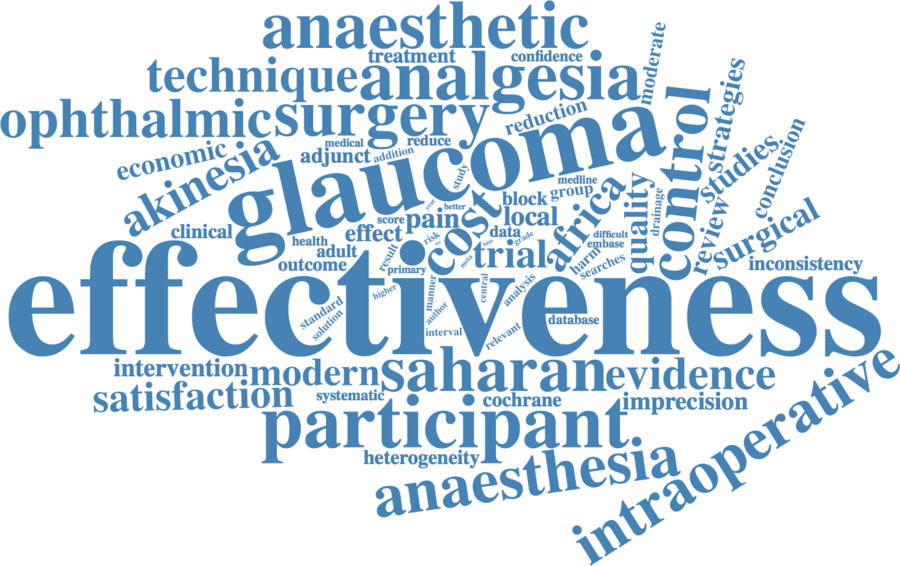 anaesthetic
treatment
confidence
moderate
technique
analgesia
strategies
ophthalmic
surgery
reduction
control
medical
reduce
economic
adjunct
addition
glaucoma
studies
conclusion
akinesia
study
medline
group
drainage
block
cost
africa
quality
review
year
better
score
pain
local
surgical
clinical
effect
data
difficult
health
risk
grade
embase
adult
result
trial
meta
bias
harm
searches
inconsistency
outcome
primary
effectiveness
higher
manner
central
analysis
standard
solution
author
interval
relevant
database
intervention
modern
saharan
evidence
satisfaction
systematic
cochrane
imprecision
participant
intraoperative
heterogeneity
anaesthesia